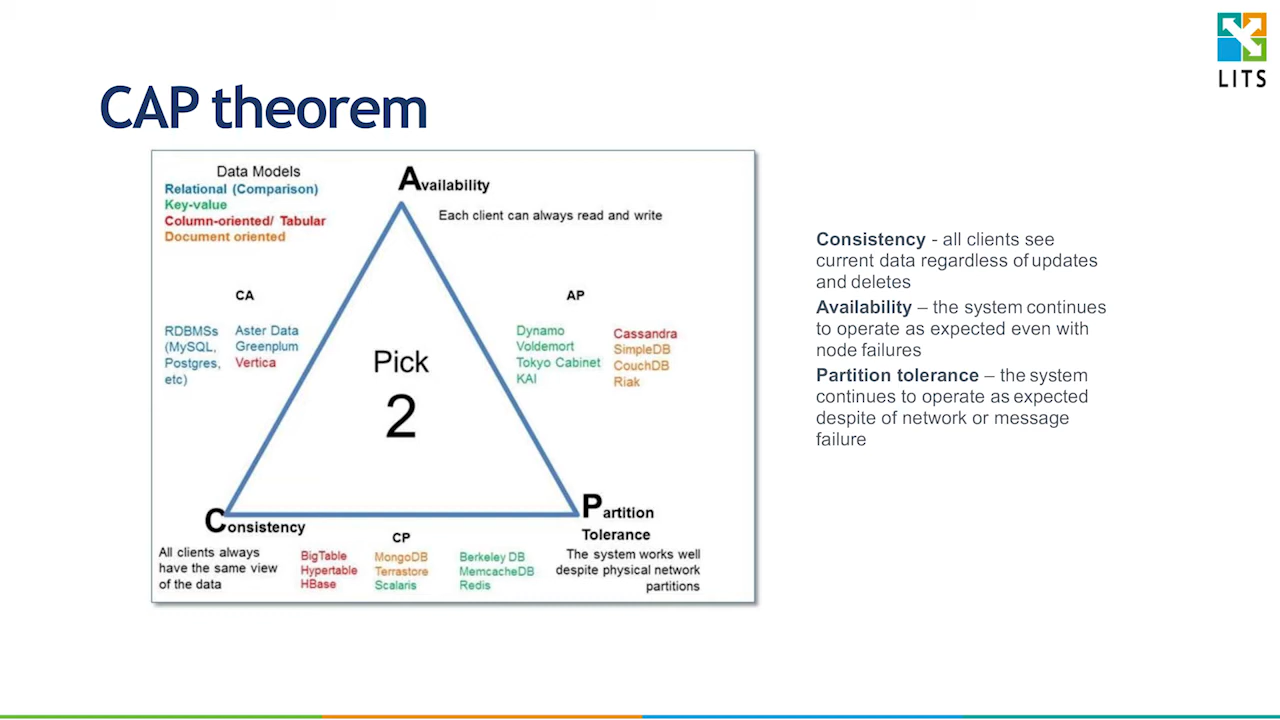 LITS
CAP theorem
Data Models
Relational (Comparison)
Key-value
Column-oriented/ Tabular
Document oriented
Availability
Each client can always read and write
CA
RDBMSs
(MySQL,
Postgres,
etc)
Aster Data
Greenplum
Vertica
Pick
2
AP
Dynamo
Voldemort
Tokyo Cabinet
KAI
Cassandra
SimpleDB
CouchDB
Riak
Consistency
All clients always
have the same view
of the data
CP
BigTable
Hypertable
HBase
MongoDB
Terrastore
Scalaris
Berkeley DB
MemcacheDB
Redis
Partition
Tolerance
The system works well
despite physical network
partitions
Consistency - all clients see
current data regardless of updates
and deletes
Availability – the system continues
to operate as expected even with
node failures
Partition tolerance – the system
continues to operate as expected
despite of network or message
failure